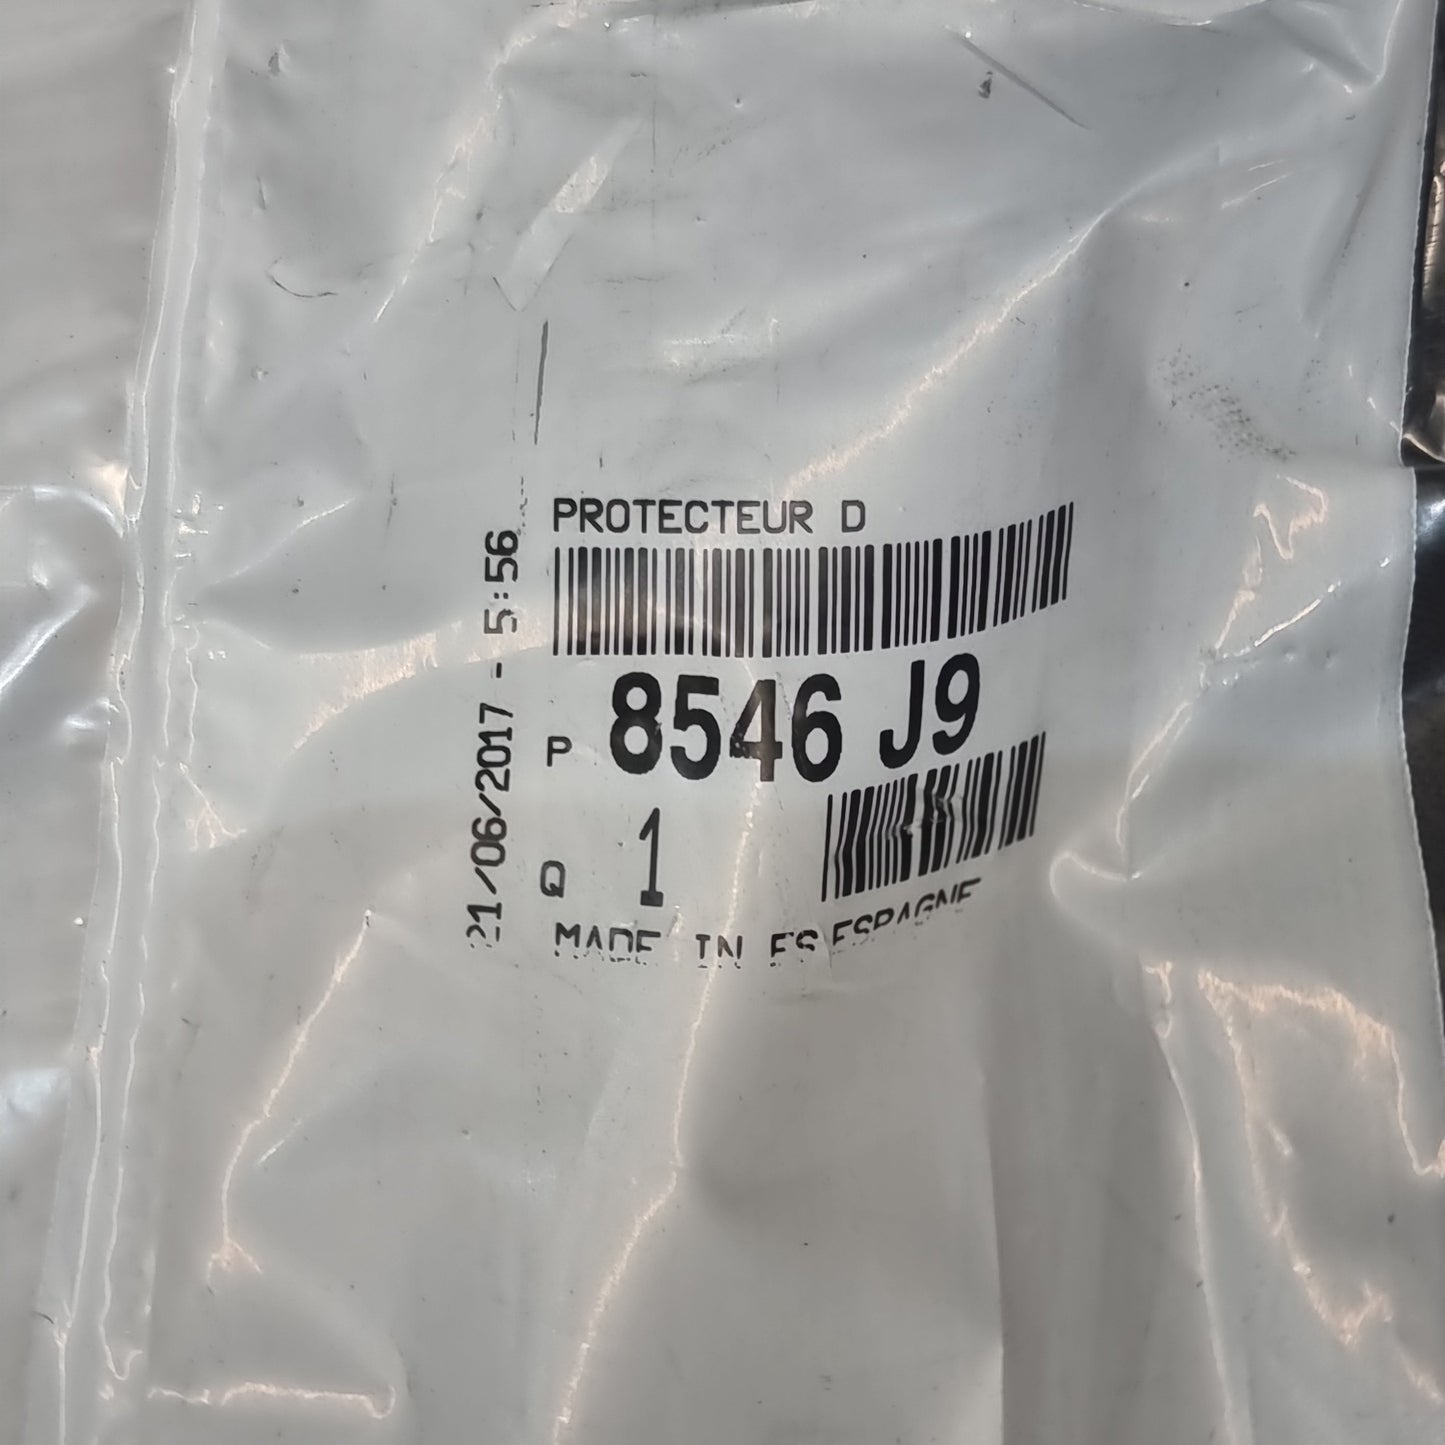 PROTECTEUR D
P 8546 J9
Q 1
MADE IN ES ESPAGNE
21/06/2017 - 5:56